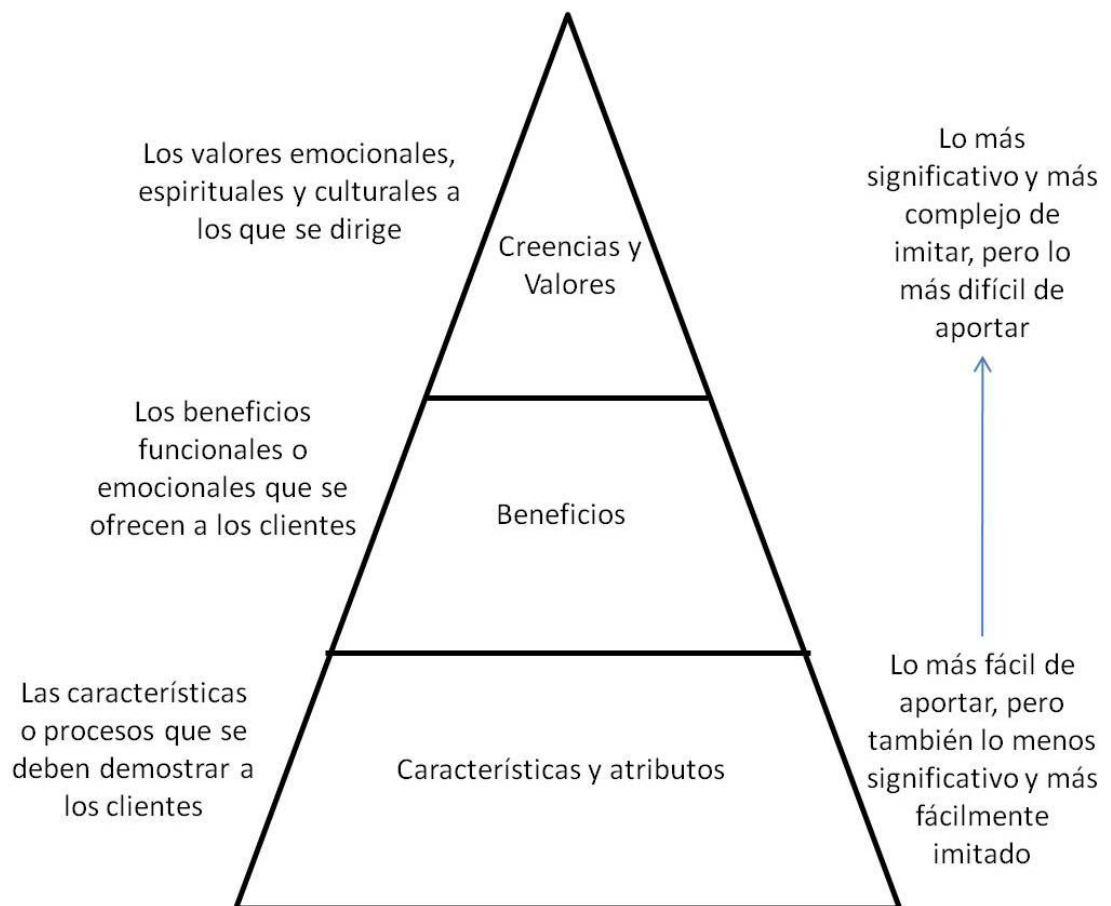 Los valores emocionales,
espirituales y culturales a
los que se dirige
Creencias y
Valores
Lo más
significativo y más
complejo de
imitar, pero lo
más difícil de
aportar
Los beneficios
funcionales o
emocionales que se
ofrecen a los clientes
Beneficios
Las característícas
o procesos que se
deben demostrar a
los clientes
Característícas y atributos
Lo más fácil de
aportar, pero
también lo menos
significativo y más
fácilmente
imitado